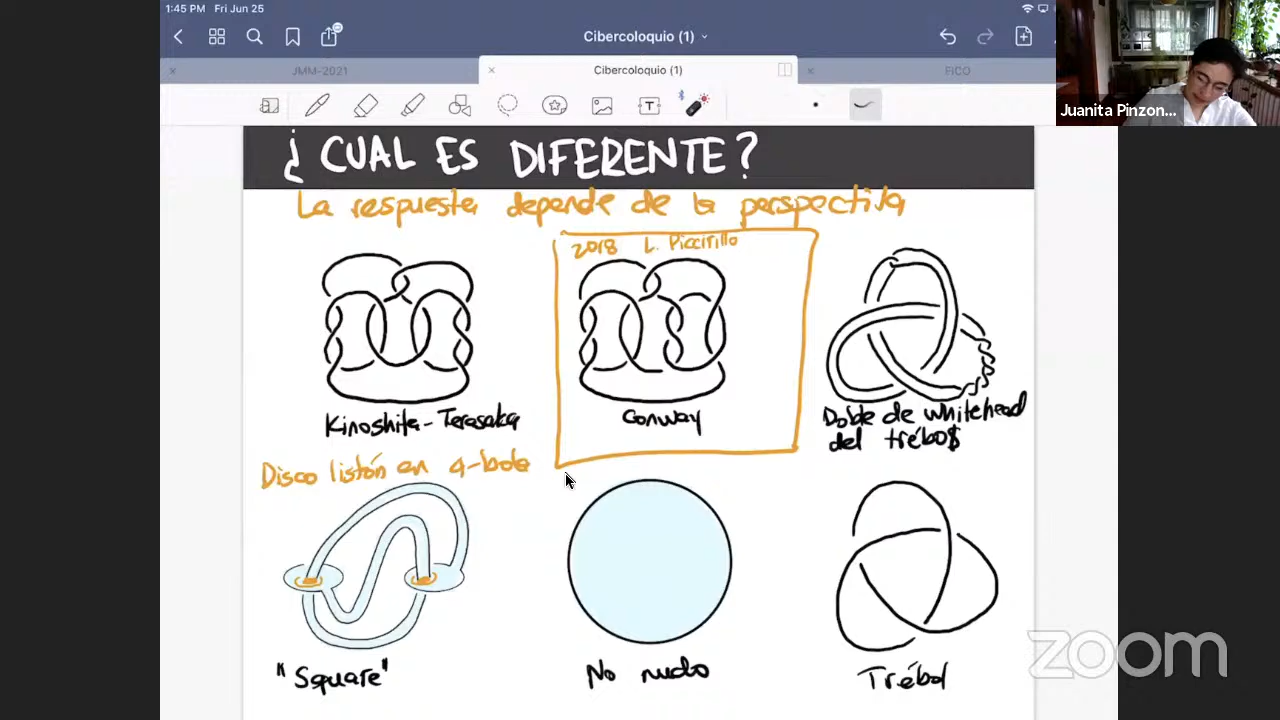 1:45 PM Fri Jun 25
Cibercoloquio (1)
JMM-2021
Cibercoloquio (1)
FICO
T
Juanita Pinzon...
¿CUAL ES DIFERENTE?
La respuesta depende de la perspectiva
2018 L. Piccirillo
Kinoshita-Terasaka
Conway
Doble de Whitehead
del trébol
Disco listón en 4-bola
"Square"
No nudo
Trébol
zoom